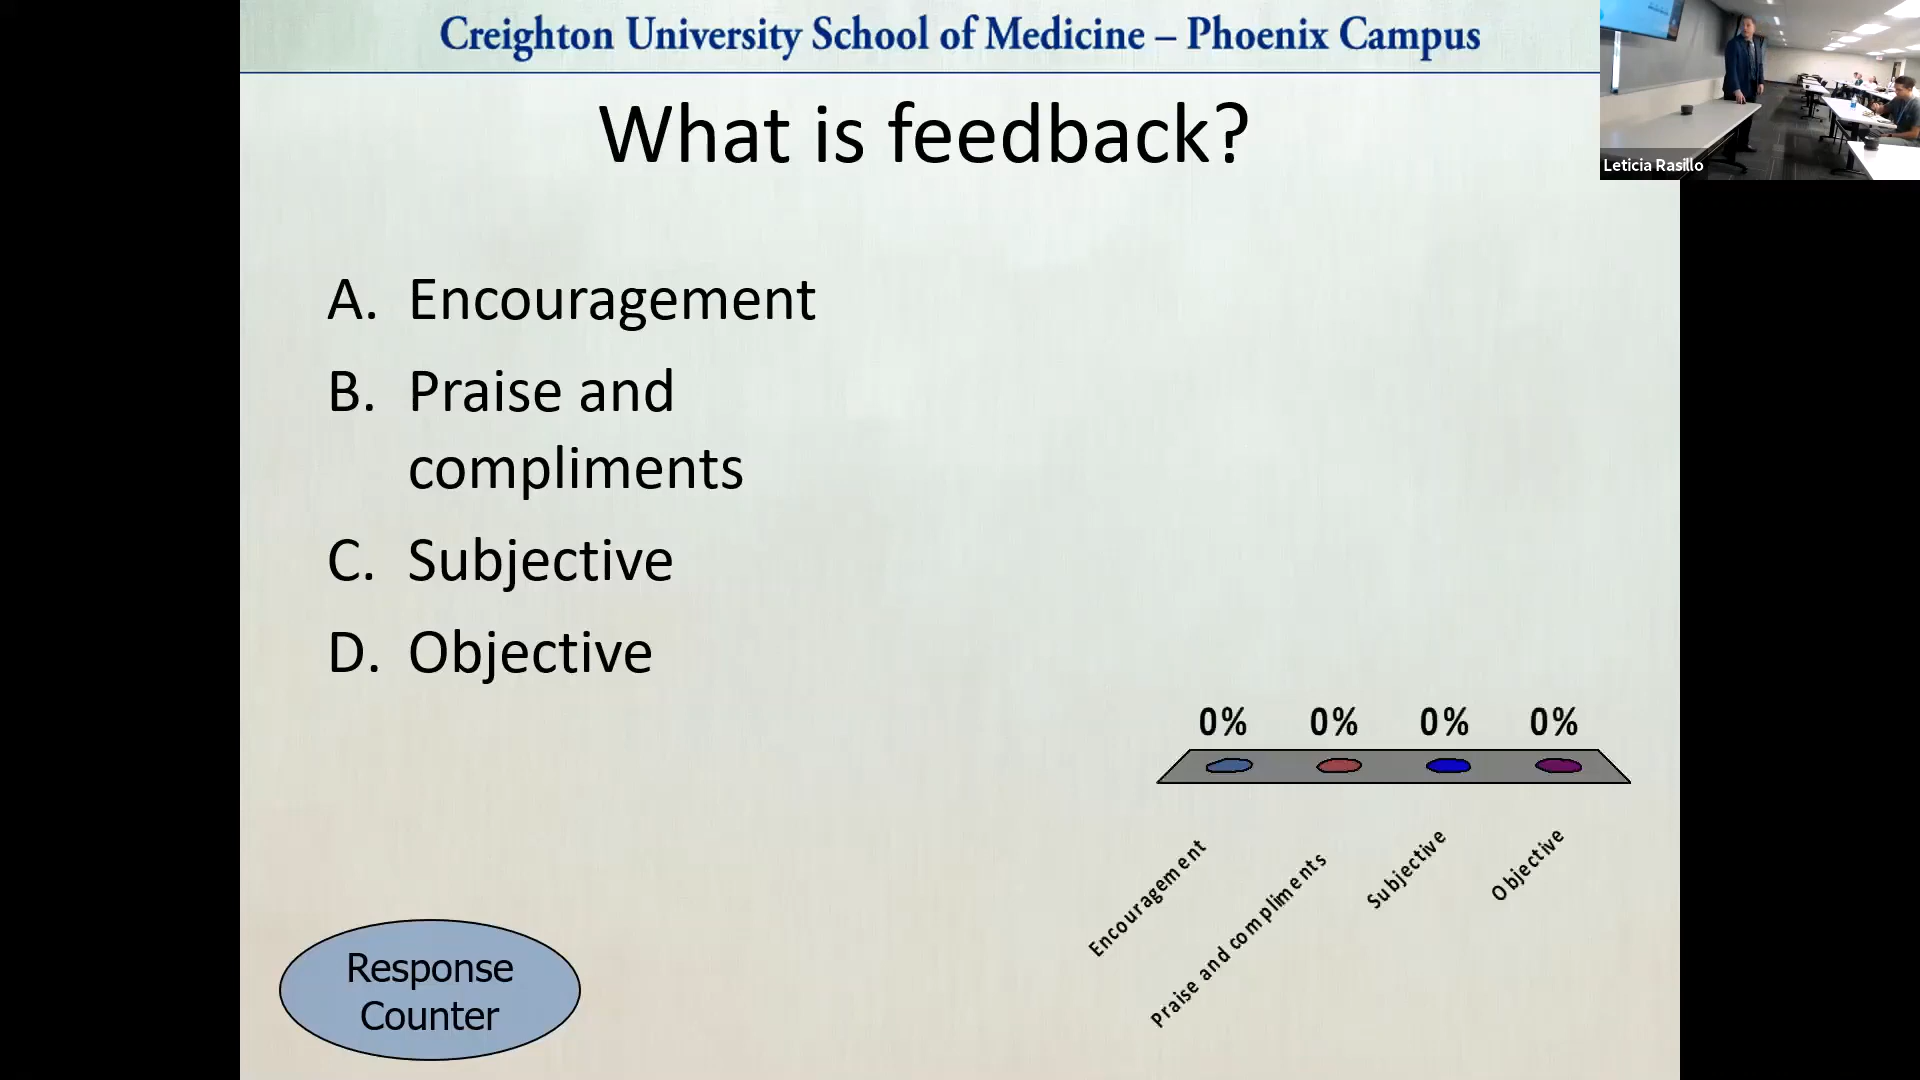 Creighton University School of Medicine – Phoenix Campus
What is feedback?
A. Encouragement
B. Praise and
compliments
C. Subjective
D. Objective
0% 0% 0% 0%
Encouragement
Praise and compliments
Subjective
Objective
Response
Counter
Leticia Rasillo